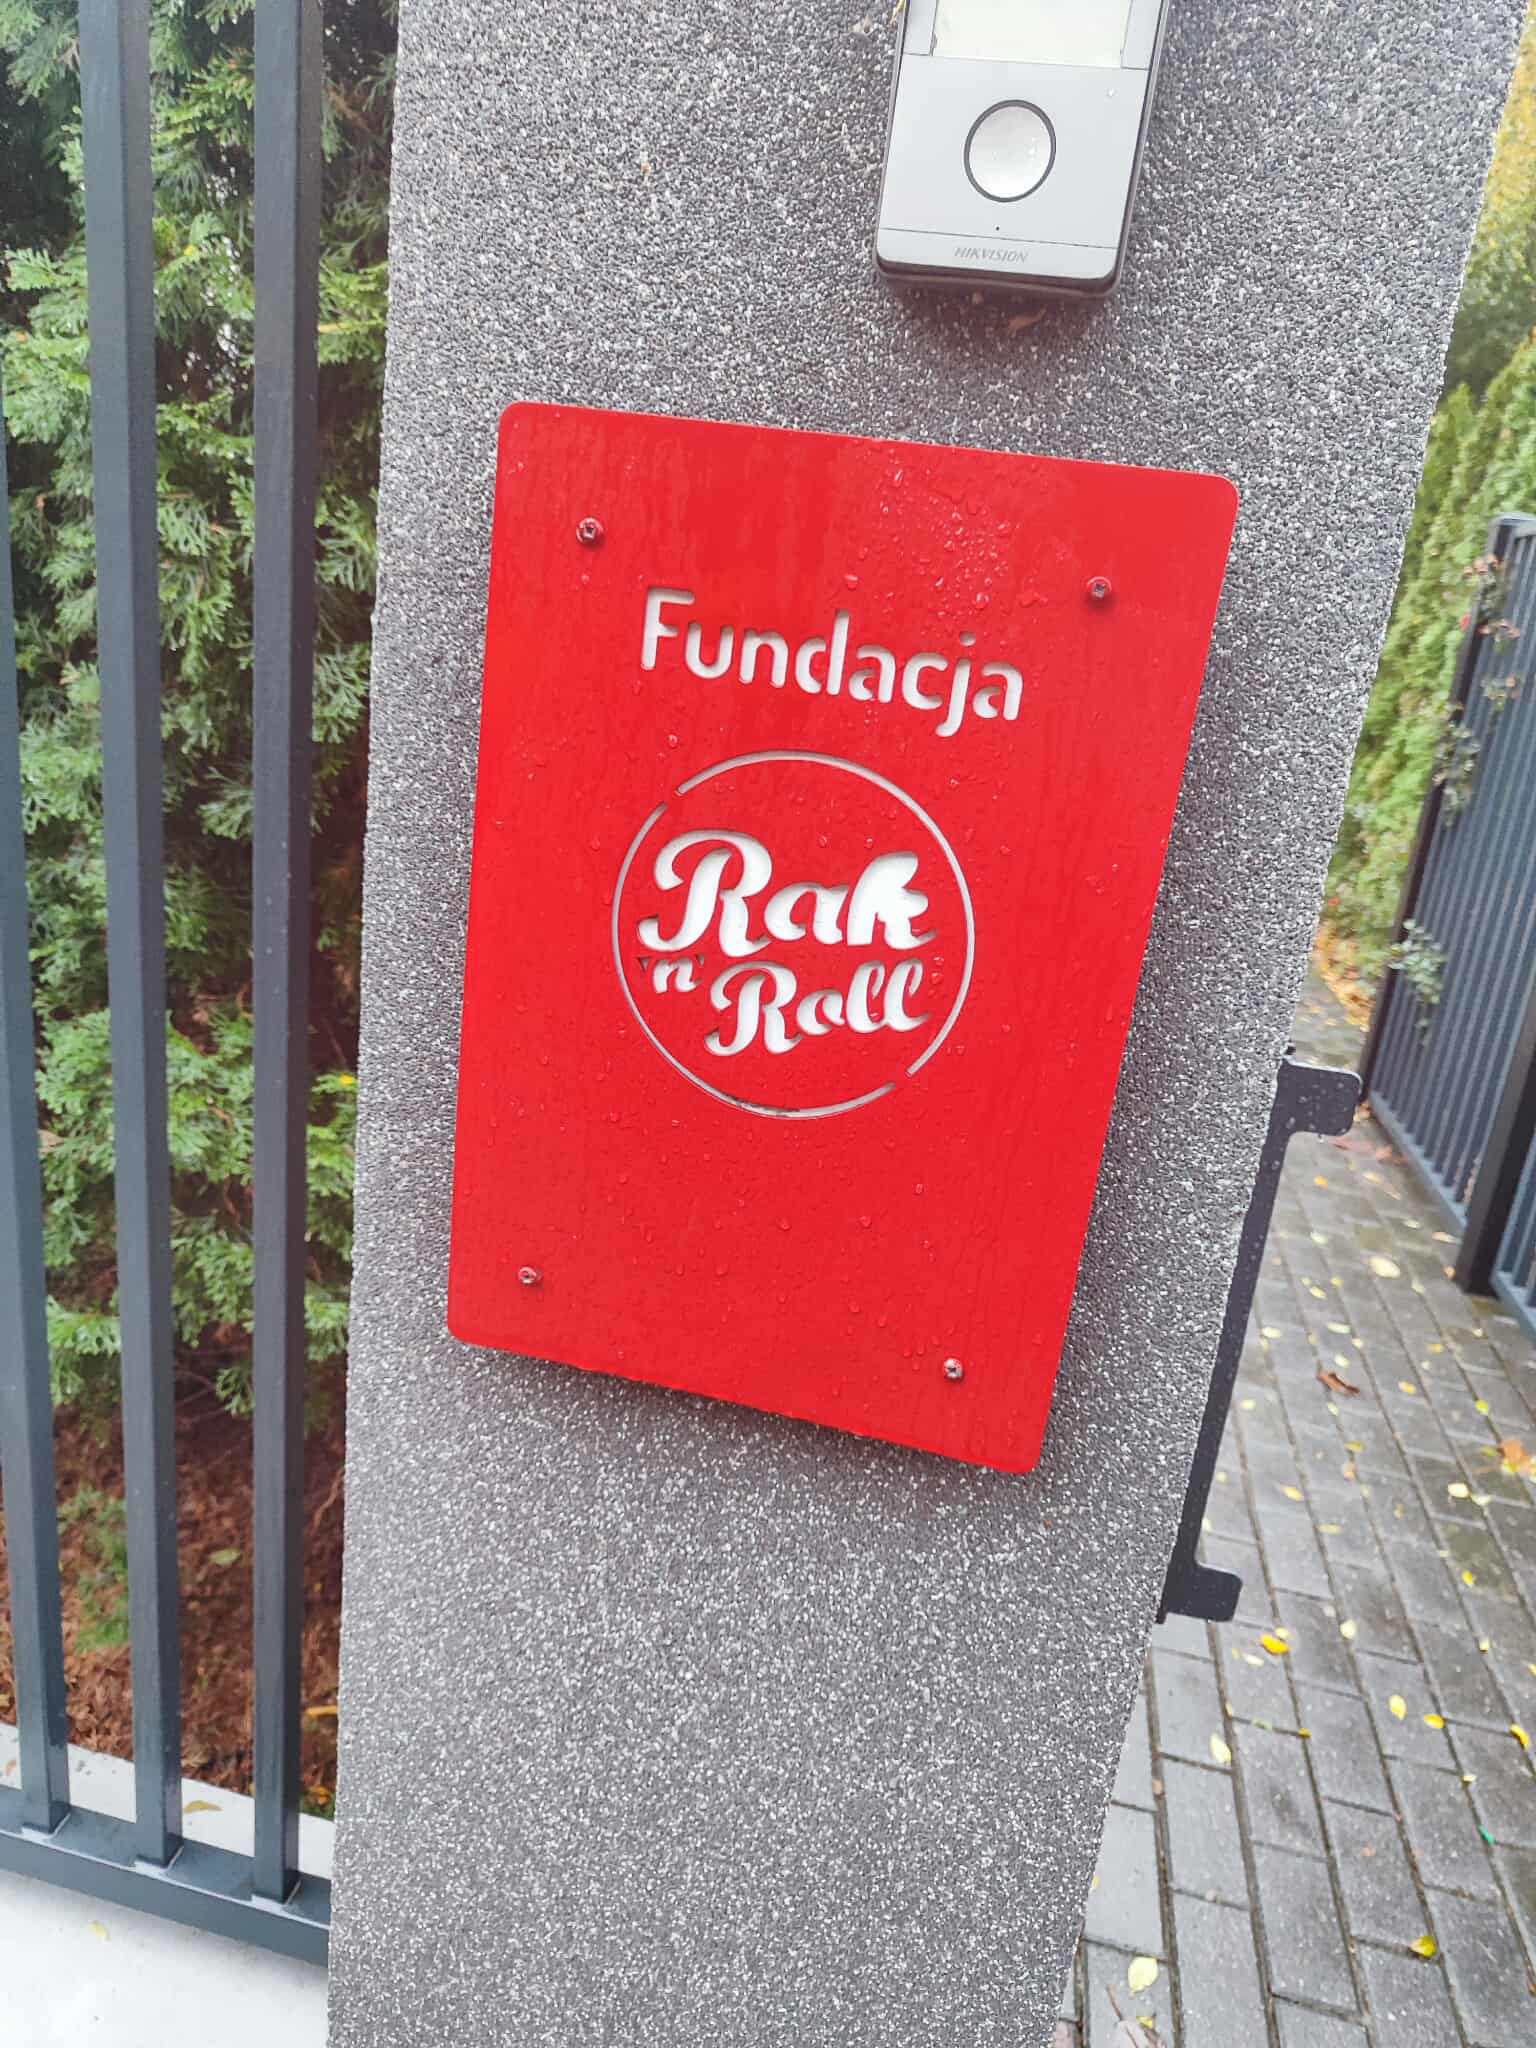 HIKVISION
Fundacja
Rak
'n'
Roll